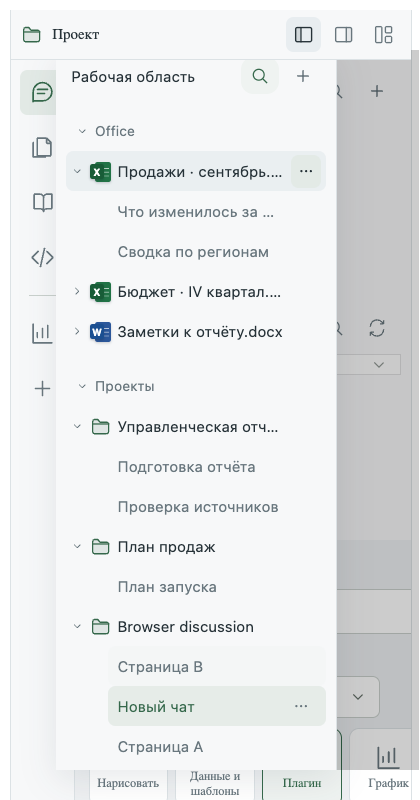 Проект
Рабочая область
Office
Продажи · сентябрь....
Что изменилось за ...
Сводка по регионам
Бюджет · IV квартал....
Заметки к отчёту.docx
Проекты
Управленческая отч...
Подготовка отчёта
Проверка источников
План продаж
План запуска
Browser discussion
Страница B
Новый чат
Страница A
Нарисовать
Данные и
шаблоны
Плагин
График